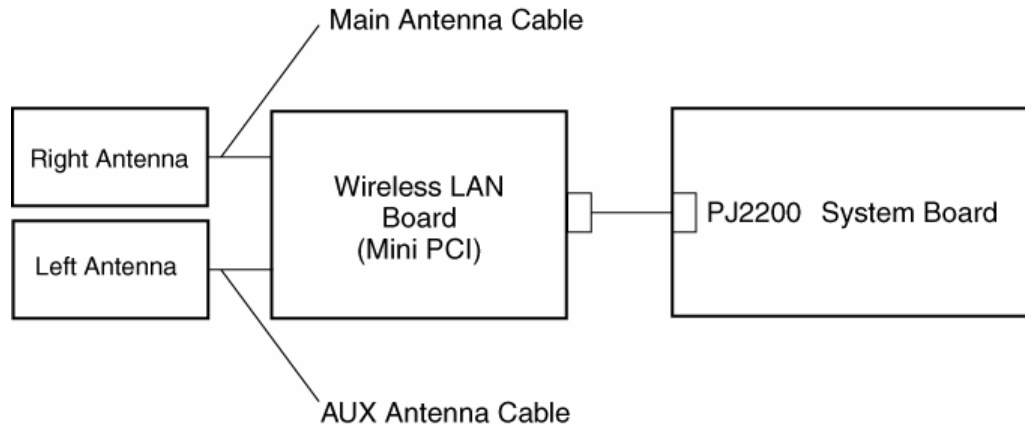 Main Antenna Cable
Right Antenna
Left Antenna
Wireless LAN
Board
(Mini PCI)
PJ2200 System Board
AUX Antenna Cable